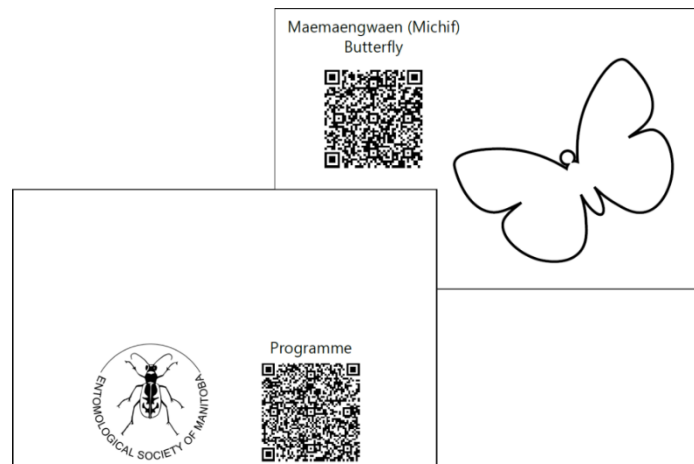 Maemaengwaen (Michif)
Butterfly
Programme
ENTOMOLOGICAL SOCIETY OF MANITOBA